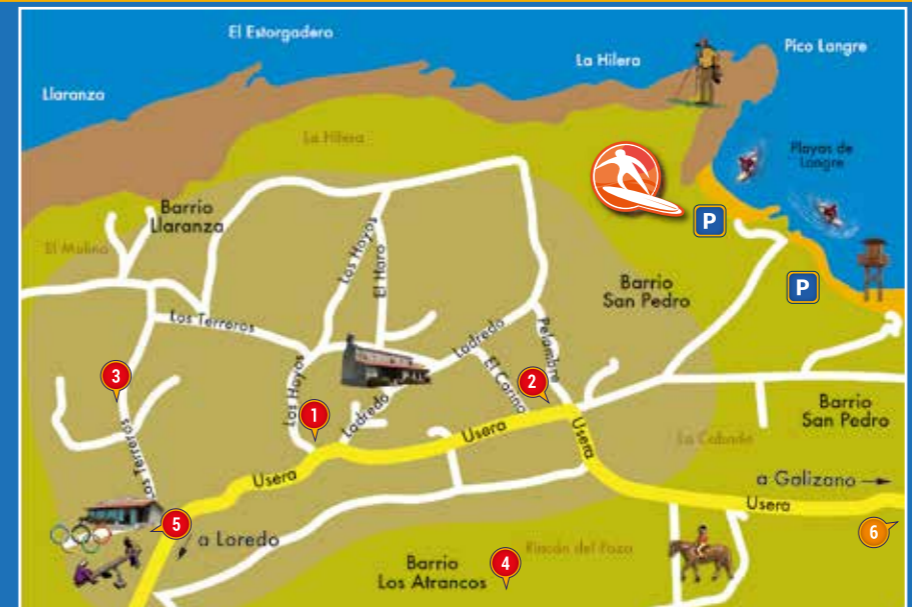 El Estorgadero
La Hilera
Pico Langre
Llaranza
La Hilera
Playas de
Langre
Barrio
Llaranza
P
El Molino
Los Hoyos
El Haro
Barrio
San Pedro
P
Los Terreros
Ladredo
Pelambre
El Carino
3
2
Los Hoyos
1
Ladredo
Barrio
San Pedro
Usera
Usera
La Cabada
Los Terreros
Usera
a Galizano
Usera
5
a Loredo
6
Barrio
Los Atrancos
4
Rincón del Pozo